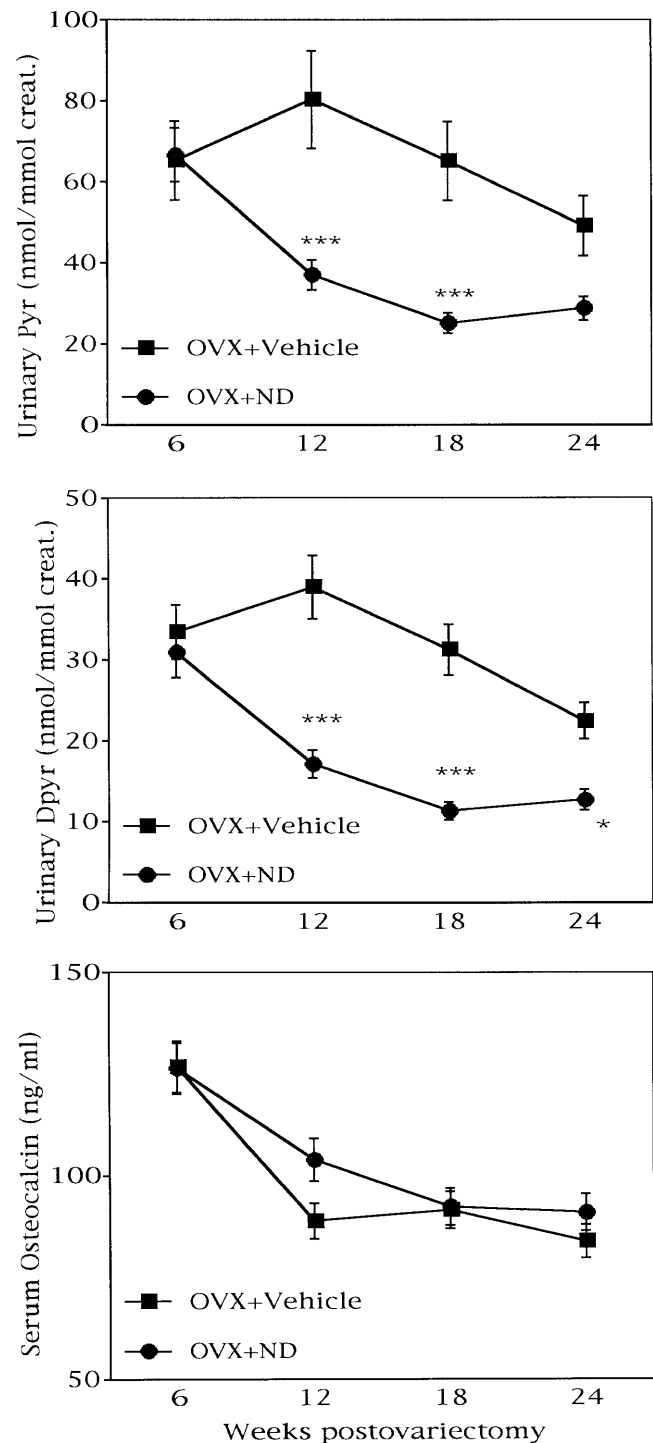 Urinary Pyr (nmol/mmol creat.)
100
80
60
40
20
0
***
***
OVX+Vehicle
OVX+ND
6 12 18 24
Urinary Dpyr (nmol/mmol creat.)
50
40
30
20
10
0
***
***
*
OVX+Vehicle
OVX+ND
6 12 18 24
Serum Osteocalcin (ng/ml)
150
100
50
OVX+Vehicle
OVX+ND
6 12 18 24
Weeks postovariectomy